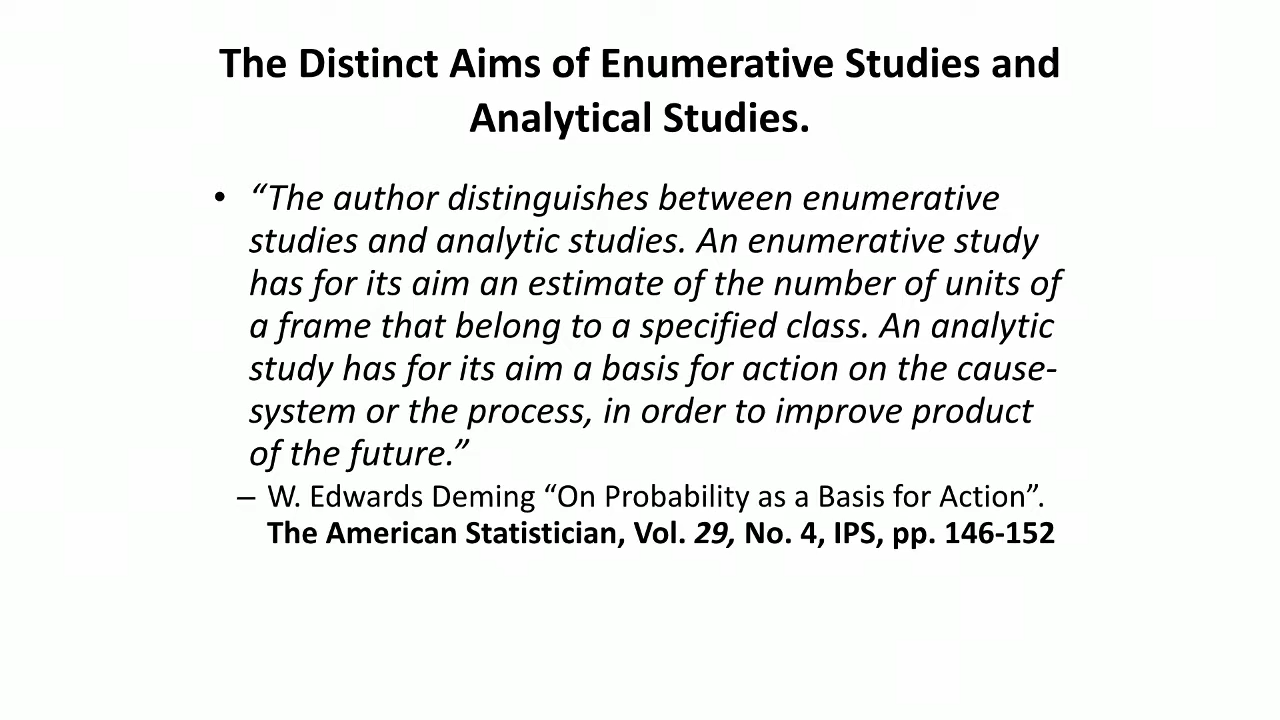 The Distinct Aims of Enumerative Studies and
Analytical Studies.
• “The author distinguishes between enumerative
studies and analytic studies. An enumerative study
has for its aim an estimate of the number of units of
a frame that belong to a specified class. An analytic
study has for its aim a basis for action on the cause-
system or the process, in order to improve product
of the future.”
– W. Edwards Deming “On Probability as a Basis for Action”.
The American Statistician, Vol. 29, No. 4, IPS, pp. 146-152